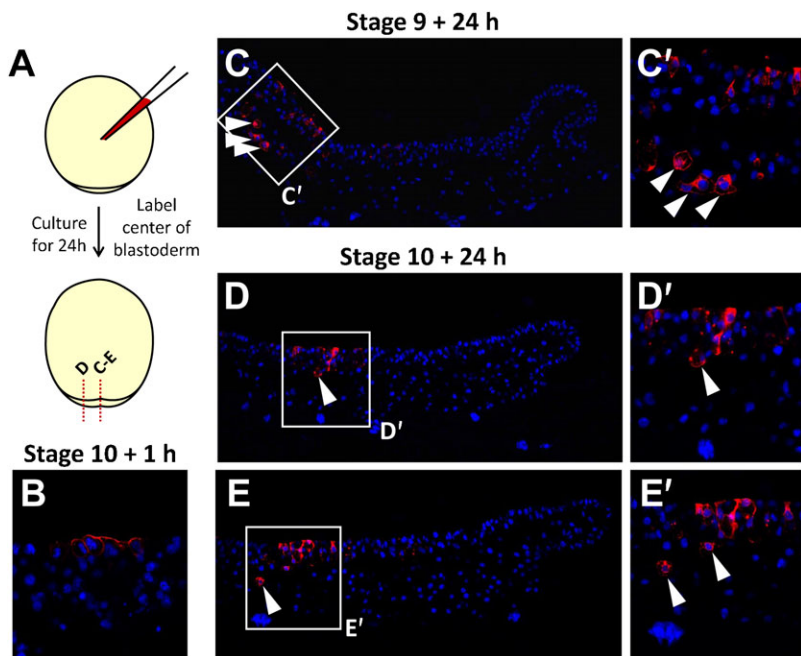 Stage 9 + 24 h
A
C
C'
C'
Culture
for 24h
Label
center of
blastoderm
Stage 10 + 24 h
D
D'
D'
D
C-E
Stage 10 + 1 h
B
E
E'
E'